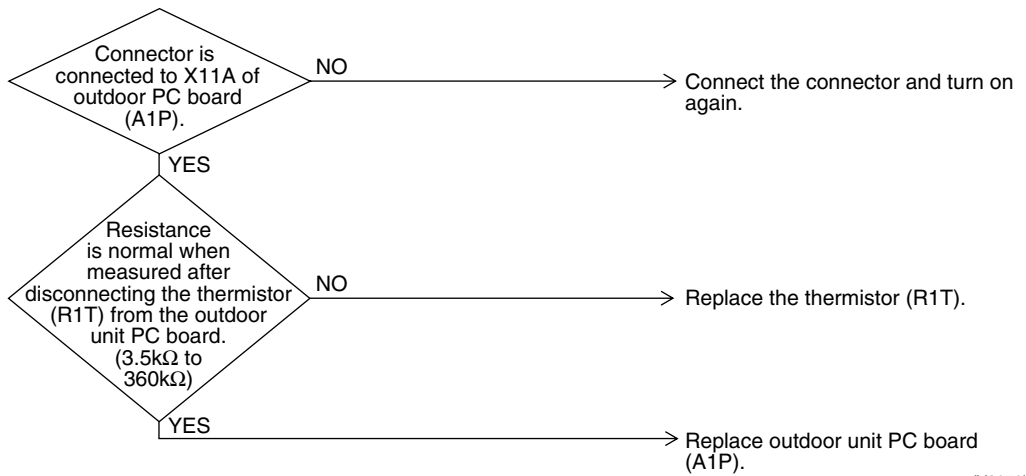 Connector is
connected to X11A of
outdoor PC board
(A1P).
NO
Connect the connector and turn on
again.
YES
Resistance
is normal when
measured after
disconnecting the thermistor
(R1T) from the outdoor
unit PC board.
(3.5kΩ to
360kΩ)
NO
Replace the thermistor (R1T).
YES
Replace outdoor unit PC board
(A1P).